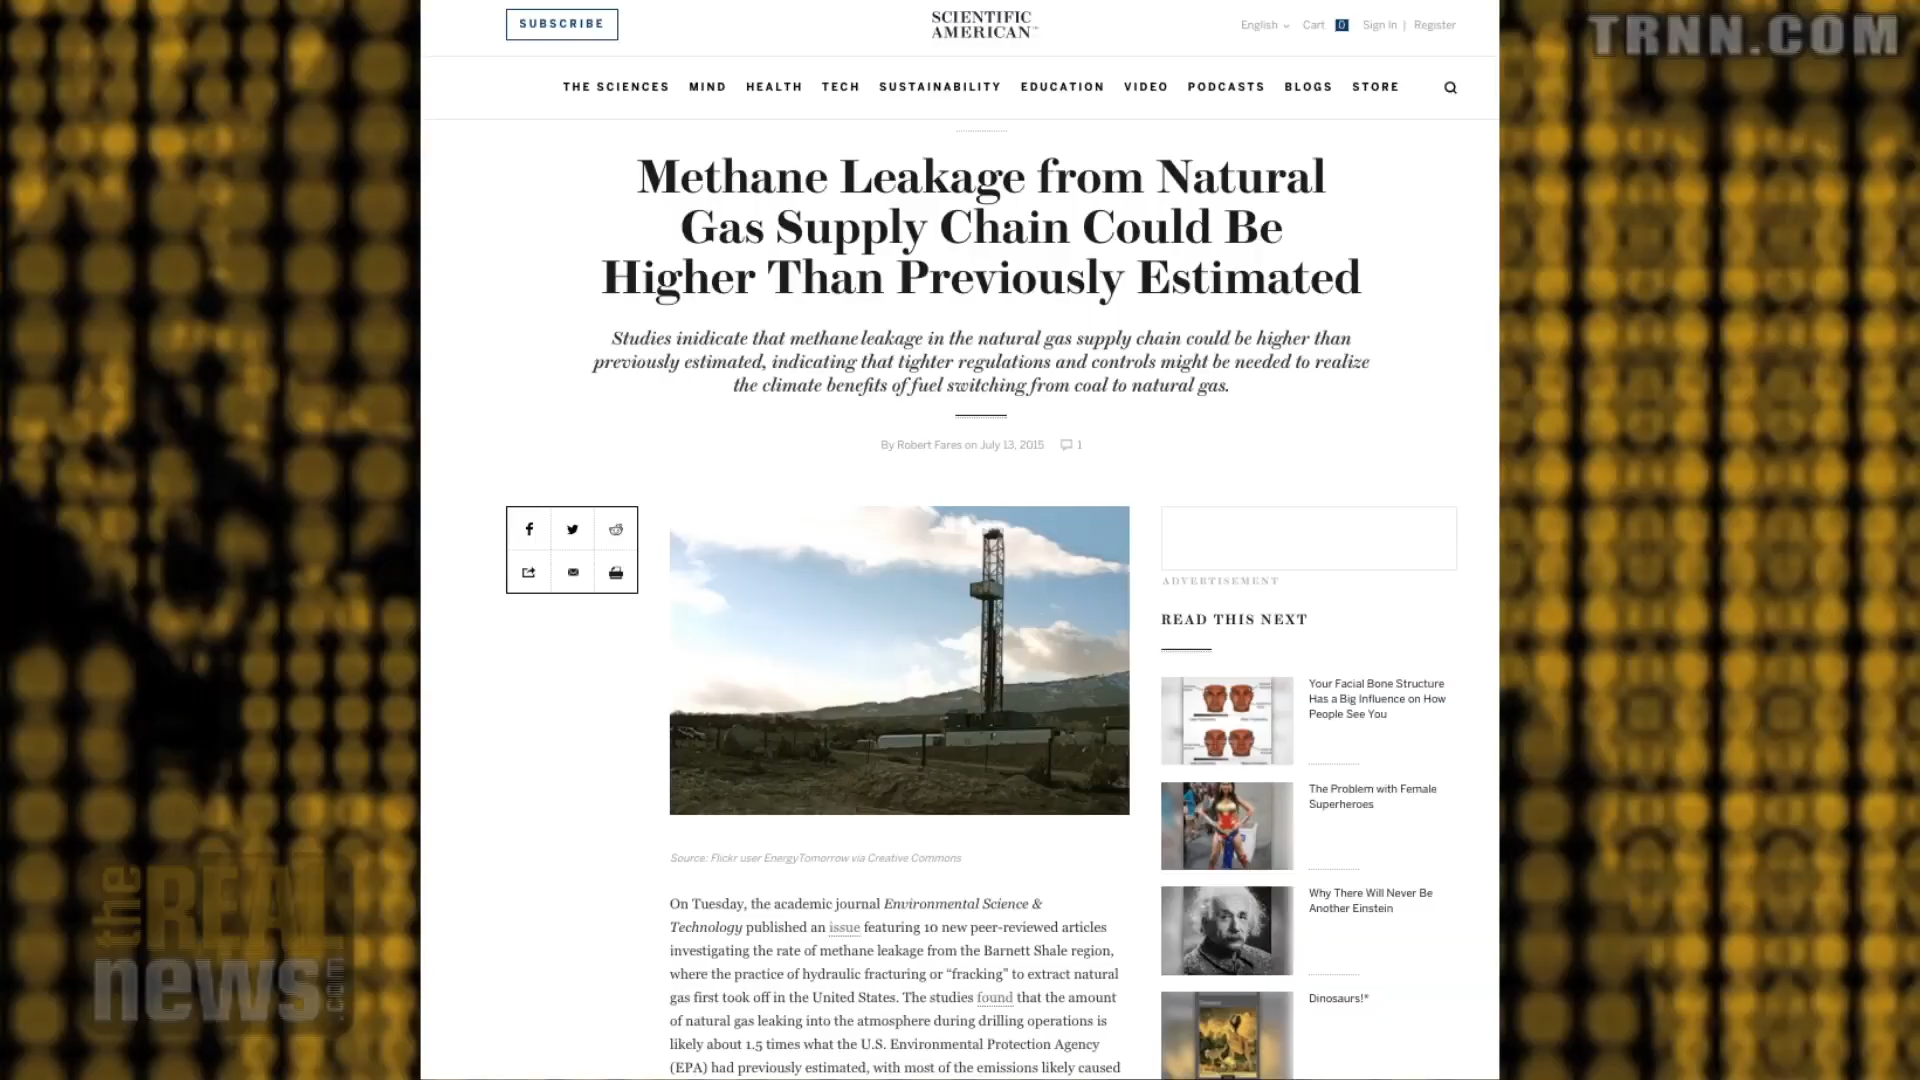 TRNN.COM
SUBSCRIBE
SCIENTIFIC
AMERICAN™
English
Cart 0
Sign In | Register
THE SCIENCES MIND HEALTH TECH SUSTAINABILITY EDUCATION VIDEO PODCASTS BLOGS STORE
Methane Leakage from Natural
Gas Supply Chain Could Be
Higher Than Previously Estimated
Studies inidicate that methane leakage in the natural gas supply chain could be higher than
previously estimated, indicating that tighter regulations and controls might be needed to realize
the climate benefits of fuel switching from coal to natural gas.
By Robert Fares on July 13, 2015 1
Source: Flickr user EnergyTomorrow via Creative Commons
On Tuesday, the academic journal Environmental Science &
Technology published an issue featuring 10 new peer-reviewed articles
investigating the rate of methane leakage from the Barnett Shale region,
where the practice of hydraulic fracturing or “fracking” to extract natural
gas first took off in the United States. The studies found that the amount
of natural gas leaking into the atmosphere during drilling operations is
likely about 1.5 times what the U.S. Environmental Protection Agency
(EPA) had previously estimated, with most of the emissions likely caused
ADVERTISEMENT
READ THIS NEXT
Your Facial Bone Structure
Has a Big Influence on How
People See You
The Problem with Female
Superheroes
Why There Will Never Be
Another Einstein
Dinosaurs!*
the REAL
news.com